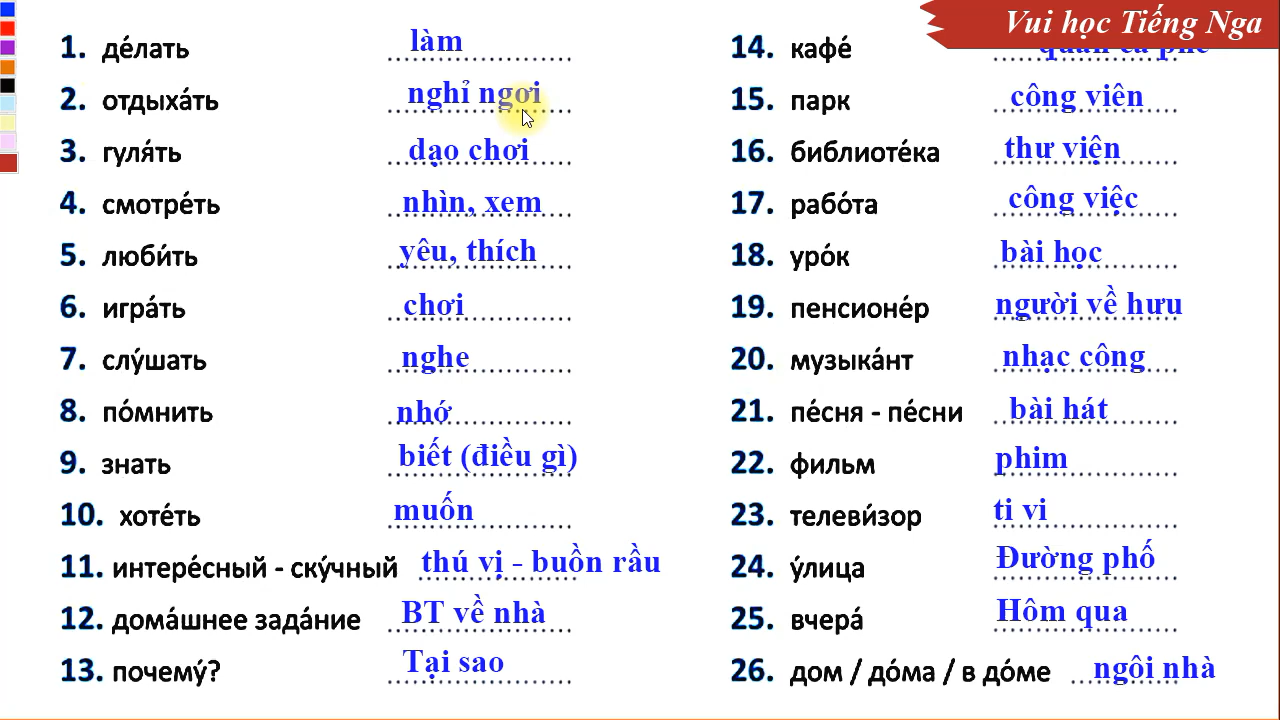 Vui học Tiếng Nga
1. де́лать làm
2. отдыха́ть nghỉ ngơi
3. гуля́ть dạo chơi
4. смотре́ть nhìn, xem
5. люби́ть yêu, thích
6. игра́ть chơi
7. слу́шать nghe
8. по́мнить nhớ
9. знать biết (điều gì)
10. хоте́ть muốn
11. интере́сный - ску́чный thú vị - buồn rầu
12. дома́шнее зада́ние BT về nhà
13. почему́? Tại sao
14. кафе́ quán cà phê
15. парк công viên
16. библиоте́ка thư viện
17. рабо́та công việc
18. уро́к bài học
19. пенсионе́р người về hưu
20. музыка́нт nhạc công
21. пе́сня - пе́сни bài hát
22. фильм phim
23. телеви́зор ti vi
24. у́лица Đường phố
25. вчера́ Hôm qua
26. дом / до́ма / в до́ме ngôi nhà